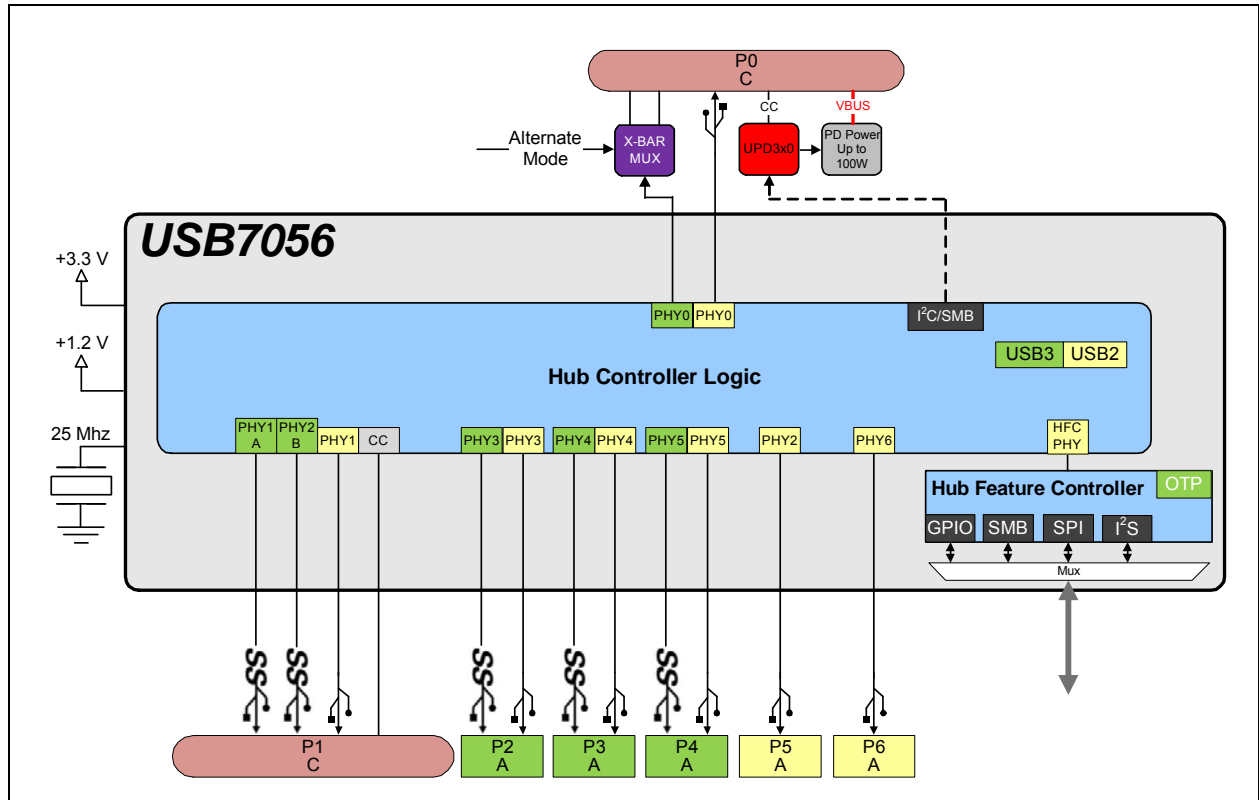 P0
C
CC
VBUS
Alternate
Mode
X-BAR
MUX
UPD3x0
PD Power
Up to
100W
USB7056
+3.3 V
+1.2 V
25 Mhz
PHY0
PHY0
I²C/SMB
USB3
USB2
Hub Controller Logic
PHY1
A
PHY2
B
PHY1
CC
PHY3
PHY3
PHY4
PHY4
PHY5
PHY5
PHY2
PHY6
HFC
PHY
Hub Feature Controller
OTP
GPIO
SMB
SPI
I²S
Mux
SS
SS
SS
SS
SS
P1
C
P2
A
P3
A
P4
A
P5
A
P6
A